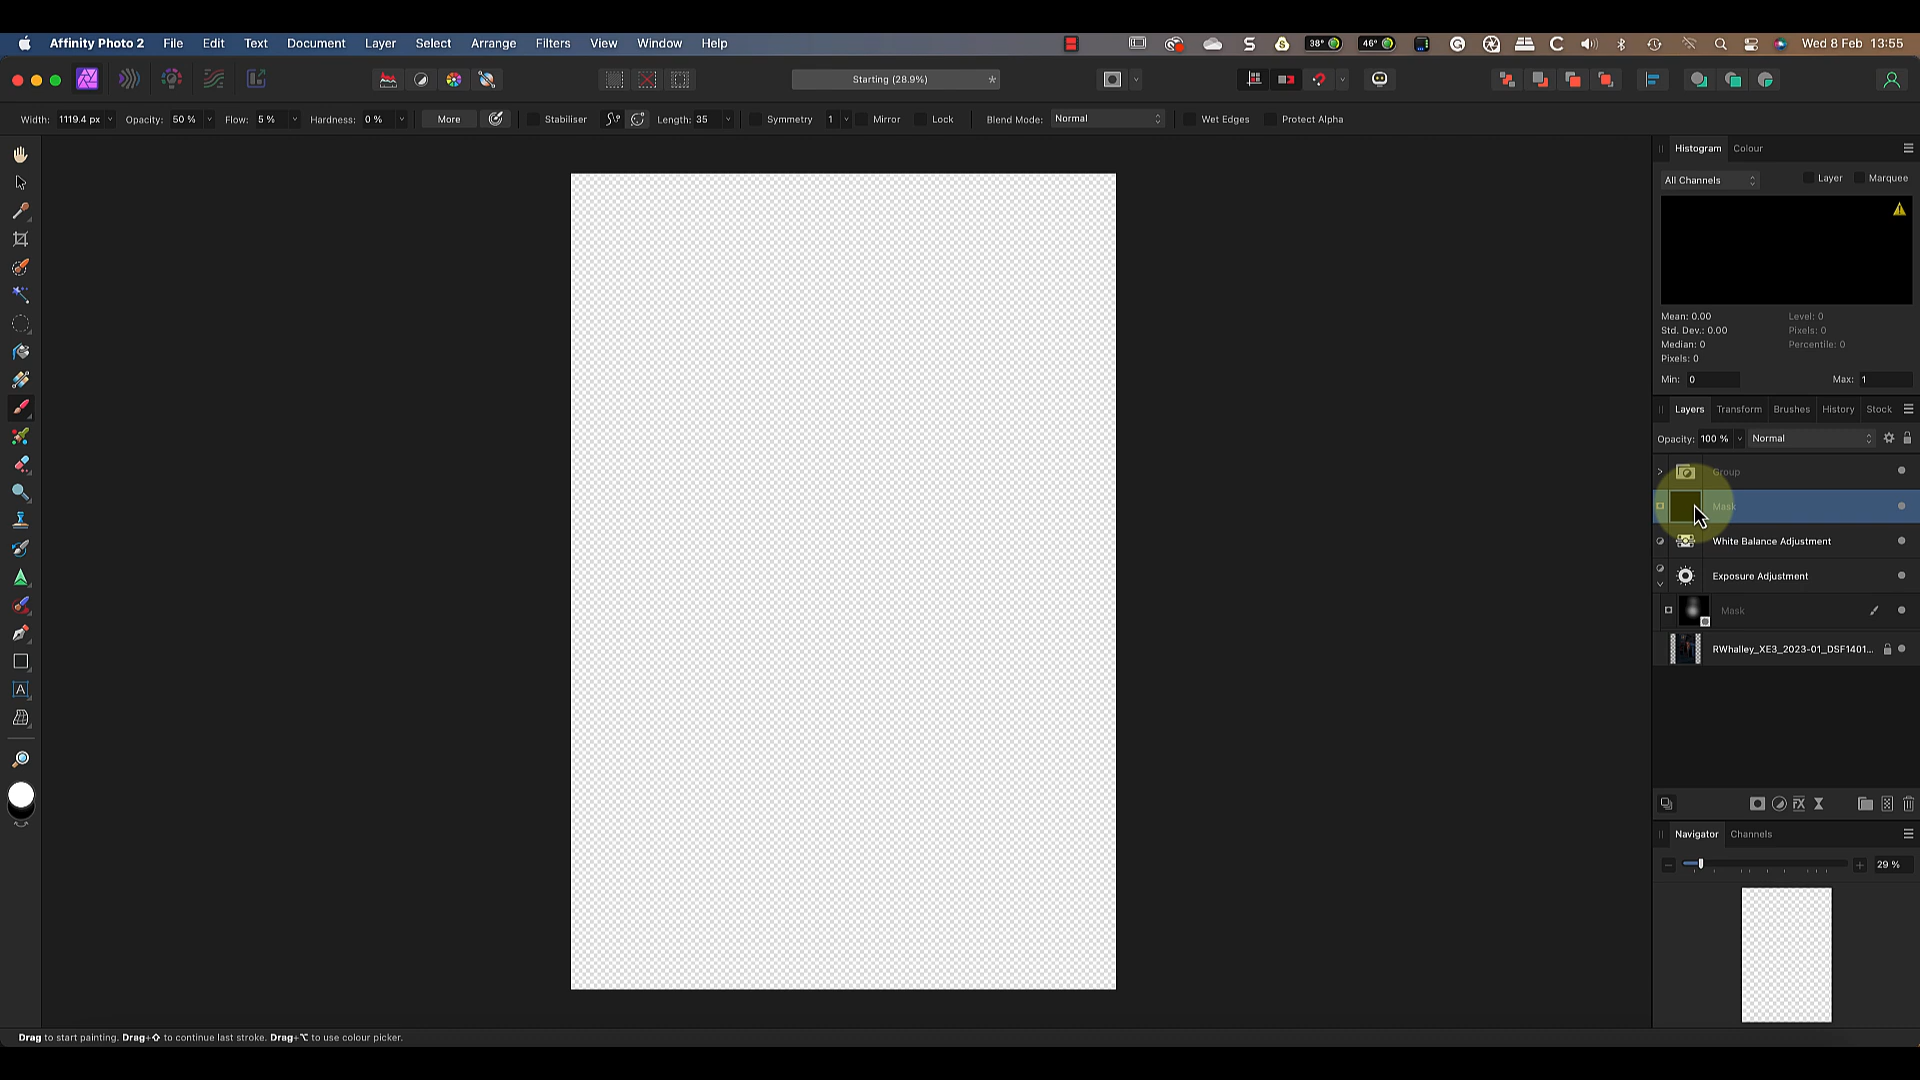 Affinity Photo 2 File Edit Text Document Layer Select Arrange Filters View Window Help 38° 46° Wed 8 Feb 13:55
Starting (28.9%) *
Width: 1119.4 px Opacity: 50 % Flow: 5 % Hardness: 0 % More Stabiliser Length: 35 Symmetry 1 Mirror Lock Blend Mode: Normal Wet Edges Protect Alpha
Histogram Colour
All Channels Layer Marquee
Mean: 0.00 Level: 0
Std. Dev.: 0.00 Pixels: 0
Median: 0 Percentile: 0
Pixels: 0
Min: 0 Max: 1
Layers Transform Brushes History Stock
Opacity: 100 % Normal
Group
Mask
White Balance Adjustment
Exposure Adjustment
Mask
RWhalley_XE3_2023-01_DSF1401...
Navigator Channels
29 %
Drag to start painting. Drag+⇧ to continue last stroke. Drag+⌥ to use colour picker.